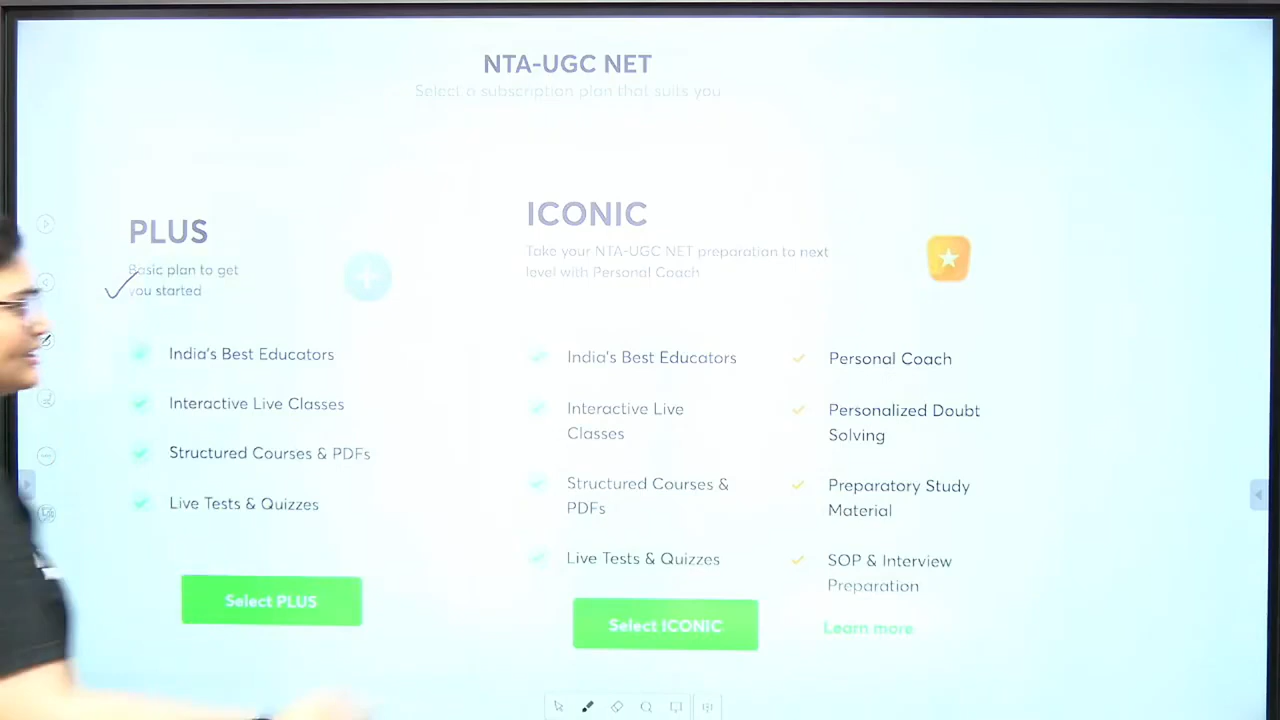 NTA-UGC NET
Select a subscription plan that suits you
PLUS
Basic plan to get
you started
India's Best Educators
Interactive Live Classes
Structured Courses & PDFs
Live Tests & Quizzes
Select PLUS
ICONIC
Take your NTA-UGC NET preparation to next
level with Personal Coach
India's Best Educators
Interactive Live
Classes
Structured Courses &
PDFs
Live Tests & Quizzes
Select ICONIC
Personal Coach
Personalized Doubt
Solving
Preparatory Study
Material
SOP & Interview
Preparation
Learn more